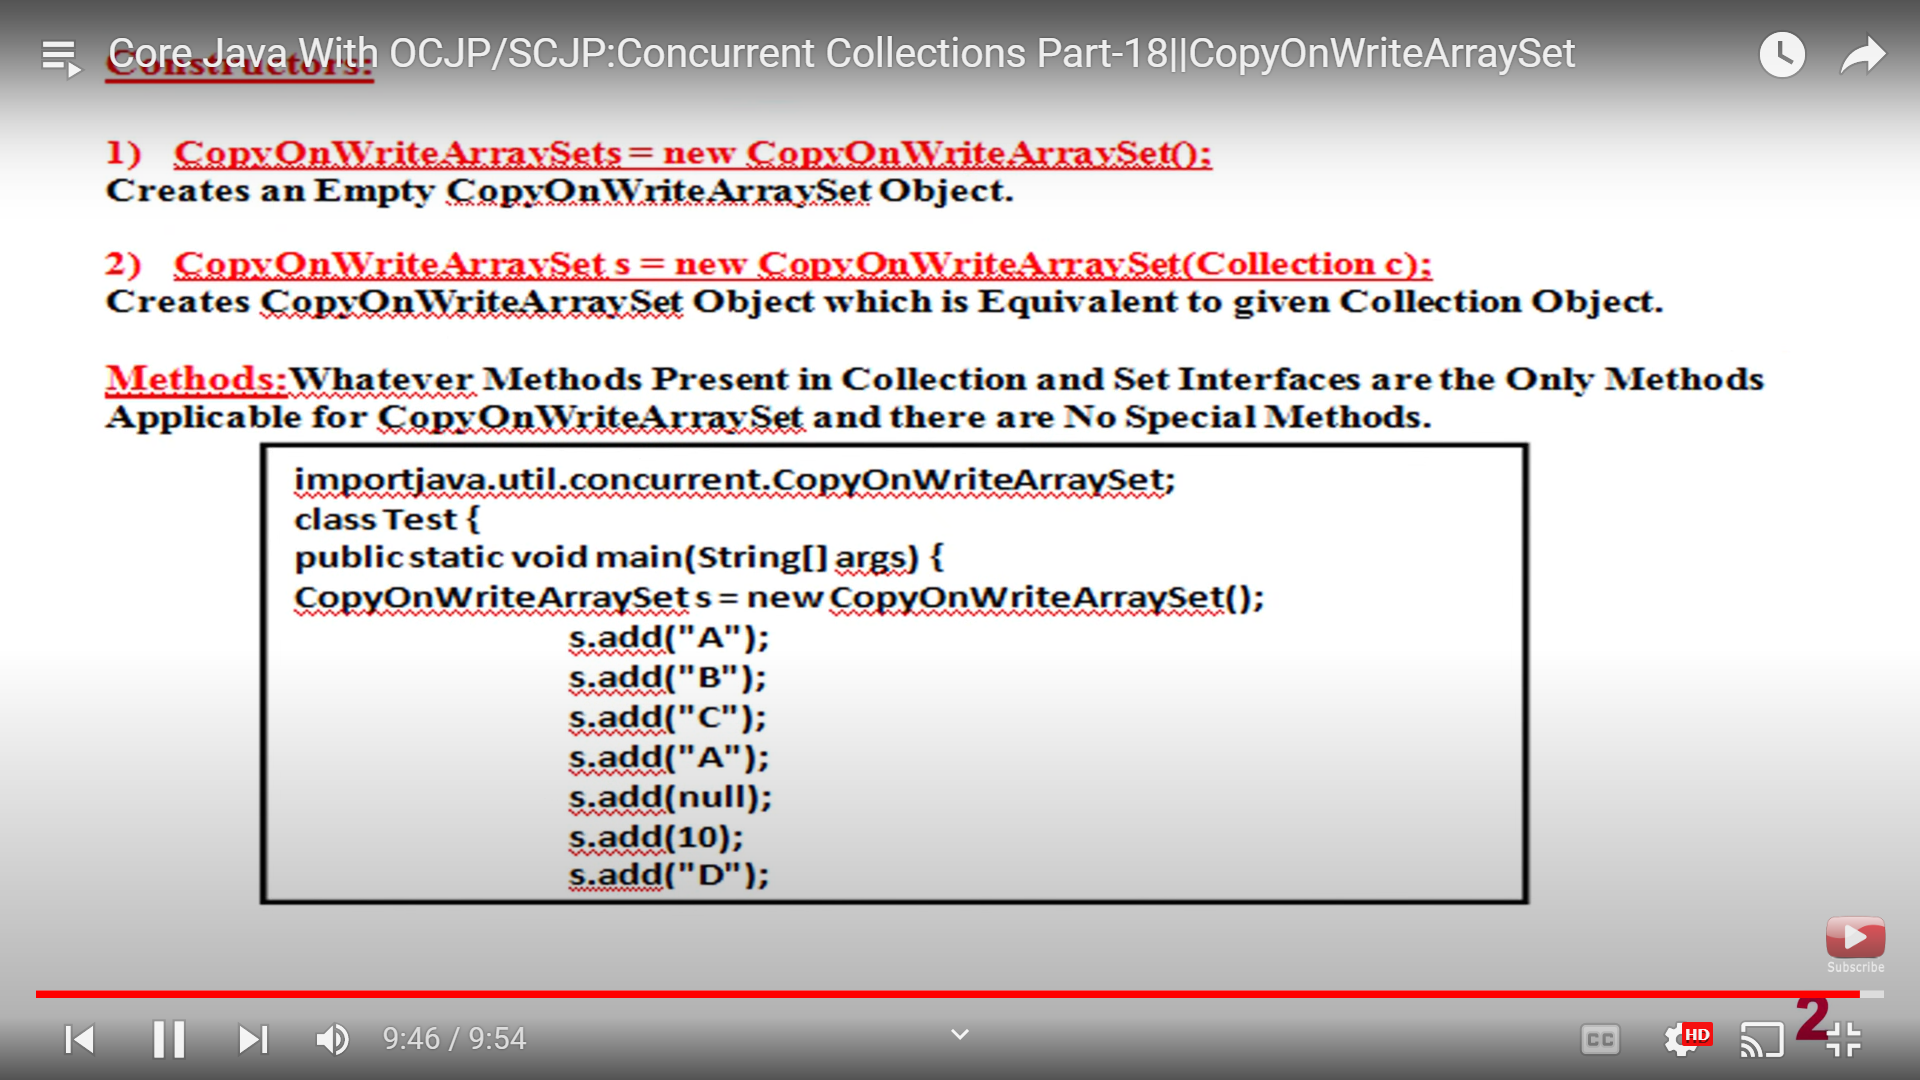 Core Java With OCJP/SCJP:Concurrent Collections Part-18||CopyOnWriteArraySet
Constructors:
1) CopyOnWriteArraySets = new CopyOnWriteArraySet();
Creates an Empty CopyOnWriteArraySet Object.
2) CopyOnWriteArraySet s = new CopyOnWriteArraySet(Collection c);
Creates CopyOnWriteArraySet Object which is Equivalent to given Collection Object.
Methods:Whatever Methods Present in Collection and Set Interfaces are the Only Methods
Applicable for CopyOnWriteArraySet and there are No Special Methods.
importjava.util.concurrent.CopyOnWriteArraySet;
class Test {
public static void main(String[] args) {
CopyOnWriteArraySet s = new CopyOnWriteArraySet();
s.add("A");
s.add("B");
s.add("C");
s.add("A");
s.add(null);
s.add(10);
s.add("D");
Subscribe
2
9:46 / 9:54
CC
HD